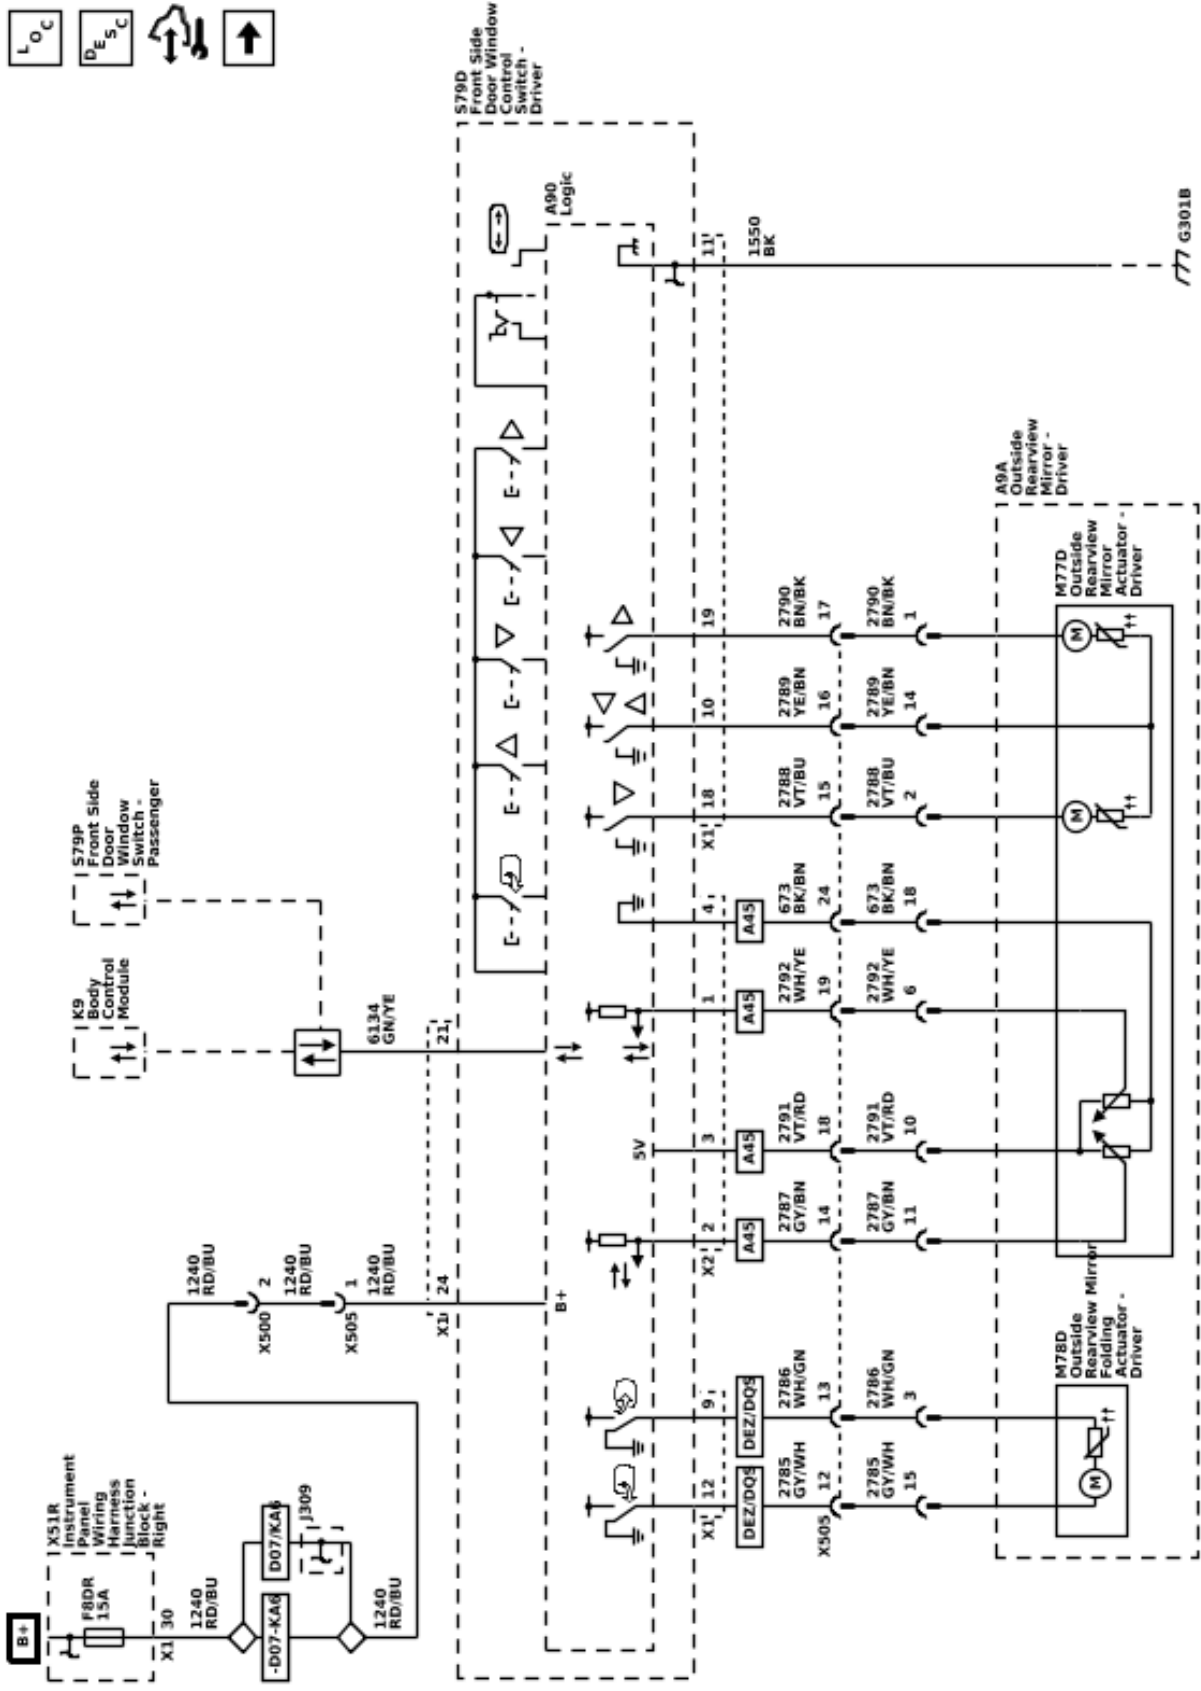 LOC
DESC
B+
X51R
Instrument
Panel
Wiring
Harness
Junction
Block -
Right
F8DR
15A
X1 30
1240
RD/BU
-D07-KA6
D07/KA6
J309
1240
RD/BU
1240
RD/BU
X500 2
1240
RD/BU
X505 1
1240
RD/BU
X1 24
K9
Body
Control
Module
S79P
Front Side
Door
Window
Switch -
Passenger
6134
GN/YE
21
S79D
Front Side
Door Window
Control
Switch -
Driver
A90
Logic
B+
5V
X1 12
9
X2 2
3
1
4
X1 18
10
19
11
DEZ/DQS
DEZ/DQS
A45
A45
A45
A45
1550
BK
G301B
2785
GY/WH
2786
WH/GN
2787
GY/BN
2791
VT/RD
2792
WH/YE
673
BK/BN
2788
VT/BU
2789
YE/BN
2790
BN/BK
X505 12
13
14
18
19
24
15
16
17
2785
GY/WH
2786
WH/GN
2787
GY/BN
2791
VT/RD
2792
WH/YE
673
BK/BN
2788
VT/BU
2789
YE/BN
2790
BN/BK
15
3
11
10
6
18
2
14
1
A9A
Outside
Rearview
Mirror -
Driver
M78D
Outside
Rearview Mirror
Folding
Actuator -
Driver
M
M77D
Outside
Rearview
Mirror
Actuator -
Driver
M
M